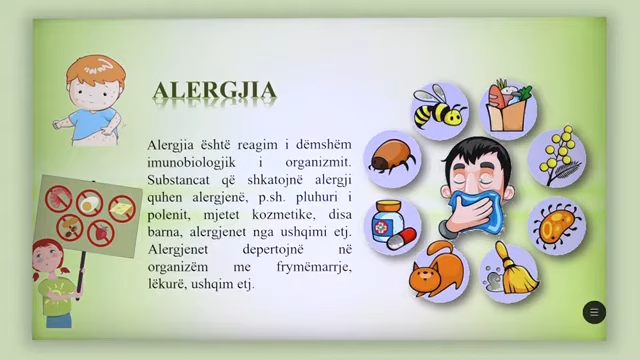 ALERGJIA
Alergjia është reagim i dëmshëm
imunobiologjik i organizmit.
Substancat që shkatojnë alergji
quhen alergjenë, p.sh. pluhuri i
polenit, mjetet kozmetike, disa
barna, alergjenet nga ushqimi etj.
Alergjenet depertojnë në
organizëm me frymëmarrje,
lëkurë, ushqim etj.